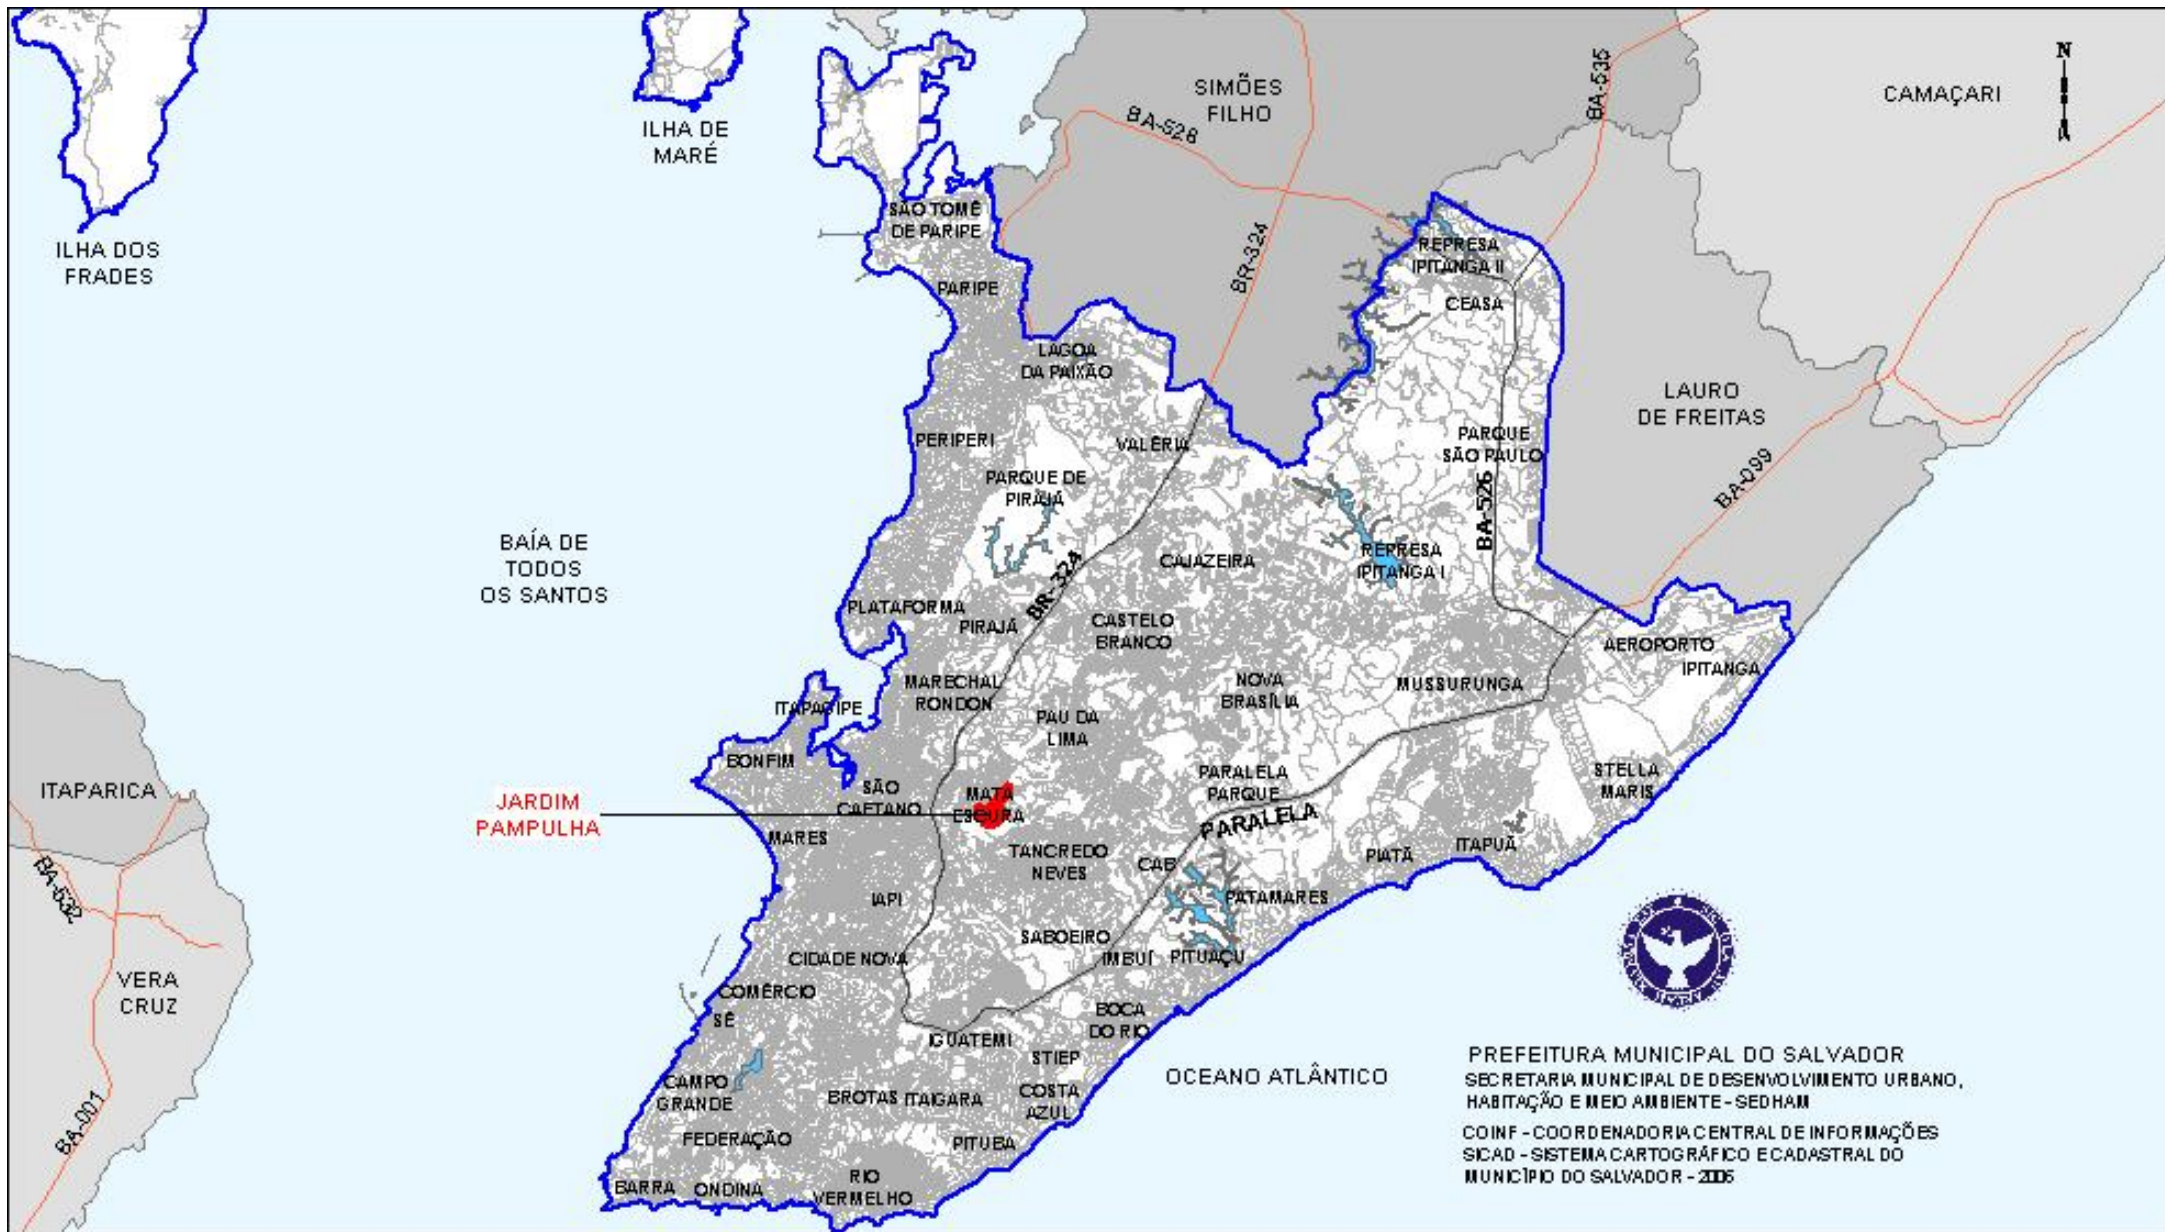 SIMÕES
FILHO
BA-535
N
CAMAÇARI
BA-526
ILHA DE
MARÉ
ILHA DOS
FRADES
SÃO TOMÉ
DE PARIPE
BR-324
REPRESA
IPITANGA II
PARIPE
CEASA
LAGOA
DA PAIXÃO
LAURO
DE FREITAS
PERIPERI
VALÉRIA
PARQUE
SÃO PAULO
PARQUE DE
PIRAJÁ
BA-099
BA-526
BAÍA DE
TODOS
OS SANTOS
CAJAZEIRA
REPRESA
IPITANGA I
BR-324
PLATAFORMA
PIRAJÁ
CASTELO
BRANCO
AEROPORTO
IPITANGA
MARECHAL
RONDON
NOVA
BRASÍLIA
MUSSURUNGA
ITAPAGIPE
PAU DA
LIMA
BONFIM
PARALELA
PARQUE
STELLA
MARIS
ITAPARICA
SÃO
CAETANO
MATA
ESCURA
JARDIM
PAMPULHA
PARALELA
MARES
TANCREDO
NEVES
CAB
PIATÃ
ITAPUÃ
BA-532
IAPI
PATAMARES
SABOEIRO
CIDADE NOVA
IMBUÍ
PITUAÇU
VERA
CRUZ
COMÉRCIO
SÉ
BOCA
DO RIO
IGUATEMI
STIEP
OCEANO ATLÂNTICO
CAMPO
GRANDE
BROTAS
ITAIGARA
COSTA
AZUL
BA-001
FEDERAÇÃO
PITUBA
BARRA
ONDINA
RIO
VERMELHO
PREFEITURA MUNICIPAL DO SALVADOR
SECRETARIA MUNICIPAL DE DESENVOLVIMENTO URBANO,
HABITAÇÃO E MEIO AMBIENTE - SEDHAM
COINF - COORDENADORIA CENTRAL DE INFORMAÇÕES
SICAD - SISTEMA CARTOGRÁFICO E CADASTRAL DO
MUNICÍPIO DO SALVADOR - 2006